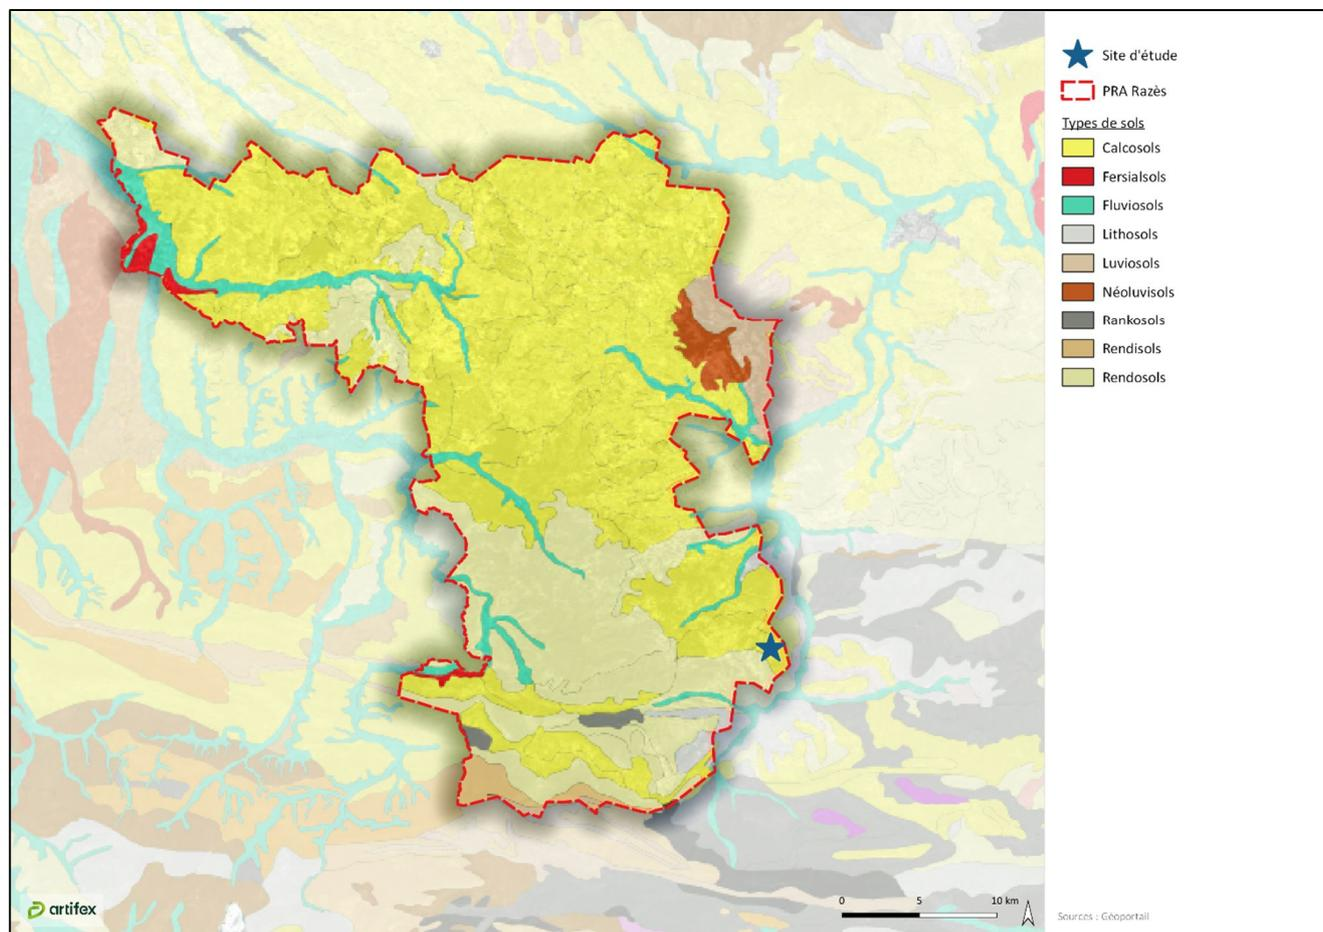 Site d'étude
PRA Razès
Types de sols
Calcosols
Fersialsols
Fluviosols
Lithosols
Luviosols
Néoluvisols
Rankosols
Rendisols
Rendosols
artifex
0 5 10 km
Sources : Géoportail